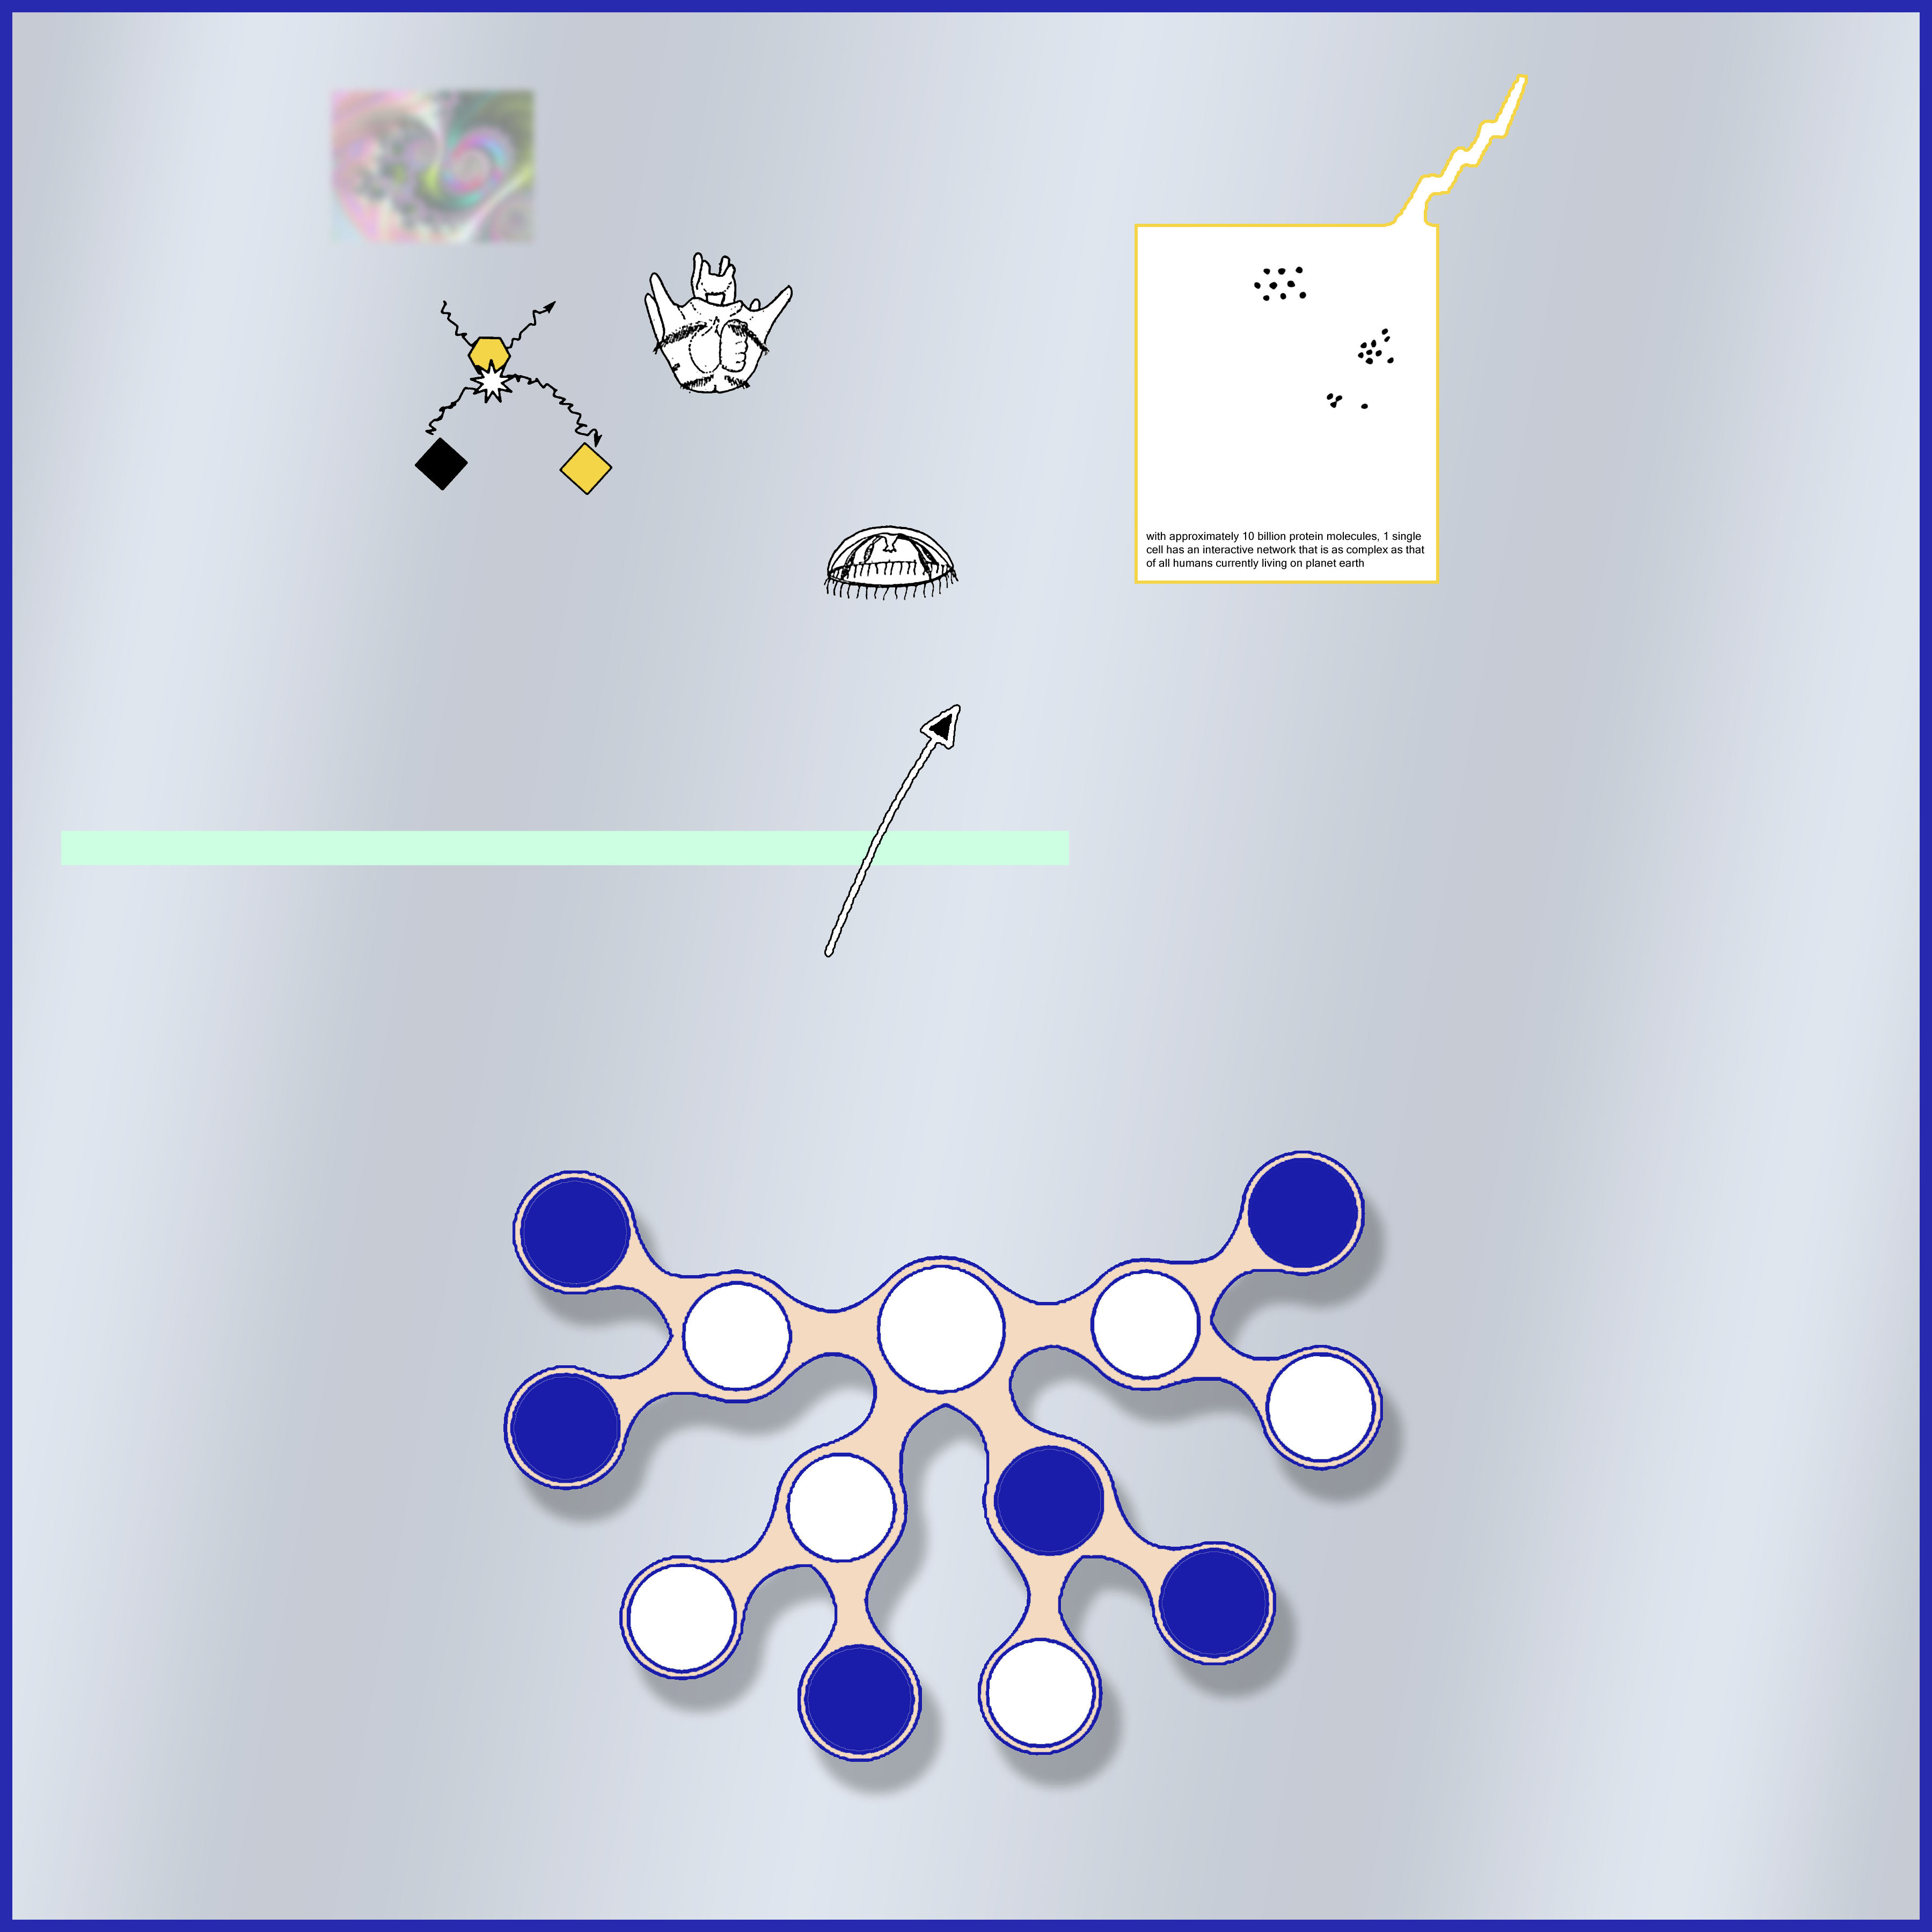 with approximately 10 billion protein molecules, 1 single
cell has an interactive network that is as complex as that
of all humans currently living on planet earth